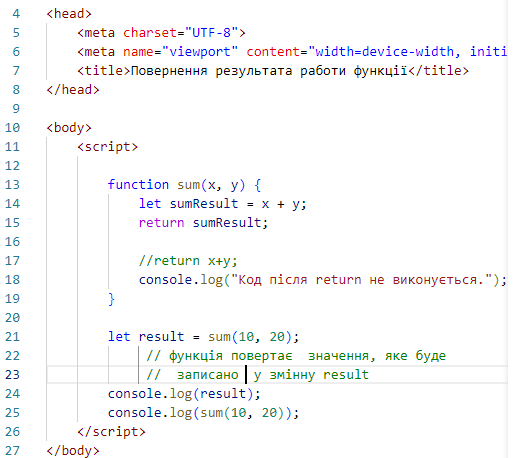 4 <head>
5 <meta charset="UTF-8">
6 <meta name="viewport" content="width=device-width, initi
7 <title>Повернення результата работи функції</title>
8 </head>
9
10 <body>
11 <script>
12
13 function sum(x, y) {
14 let sumResult = x + y;
15 return sumResult;
16
17 //return x+y;
18 console.log("Код після return не виконується.");
19 }
20
21 let result = sum(10, 20);
22 // функція повертає  значення, яке буде
23 //  записано  у змінну result
24 console.log(result);
25 console.log(sum(10, 20));
26 </script>
27 </body>